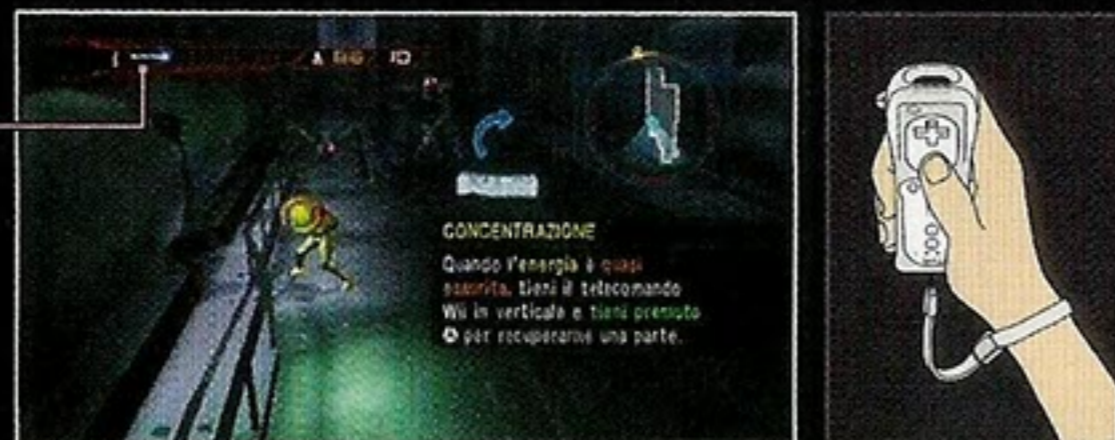 CONCENTRAZIONE
Quando l'energia è quasi
esaurita, tieni il telecomando
Wii in verticale e tieni premuto
per recuperarne una parte.